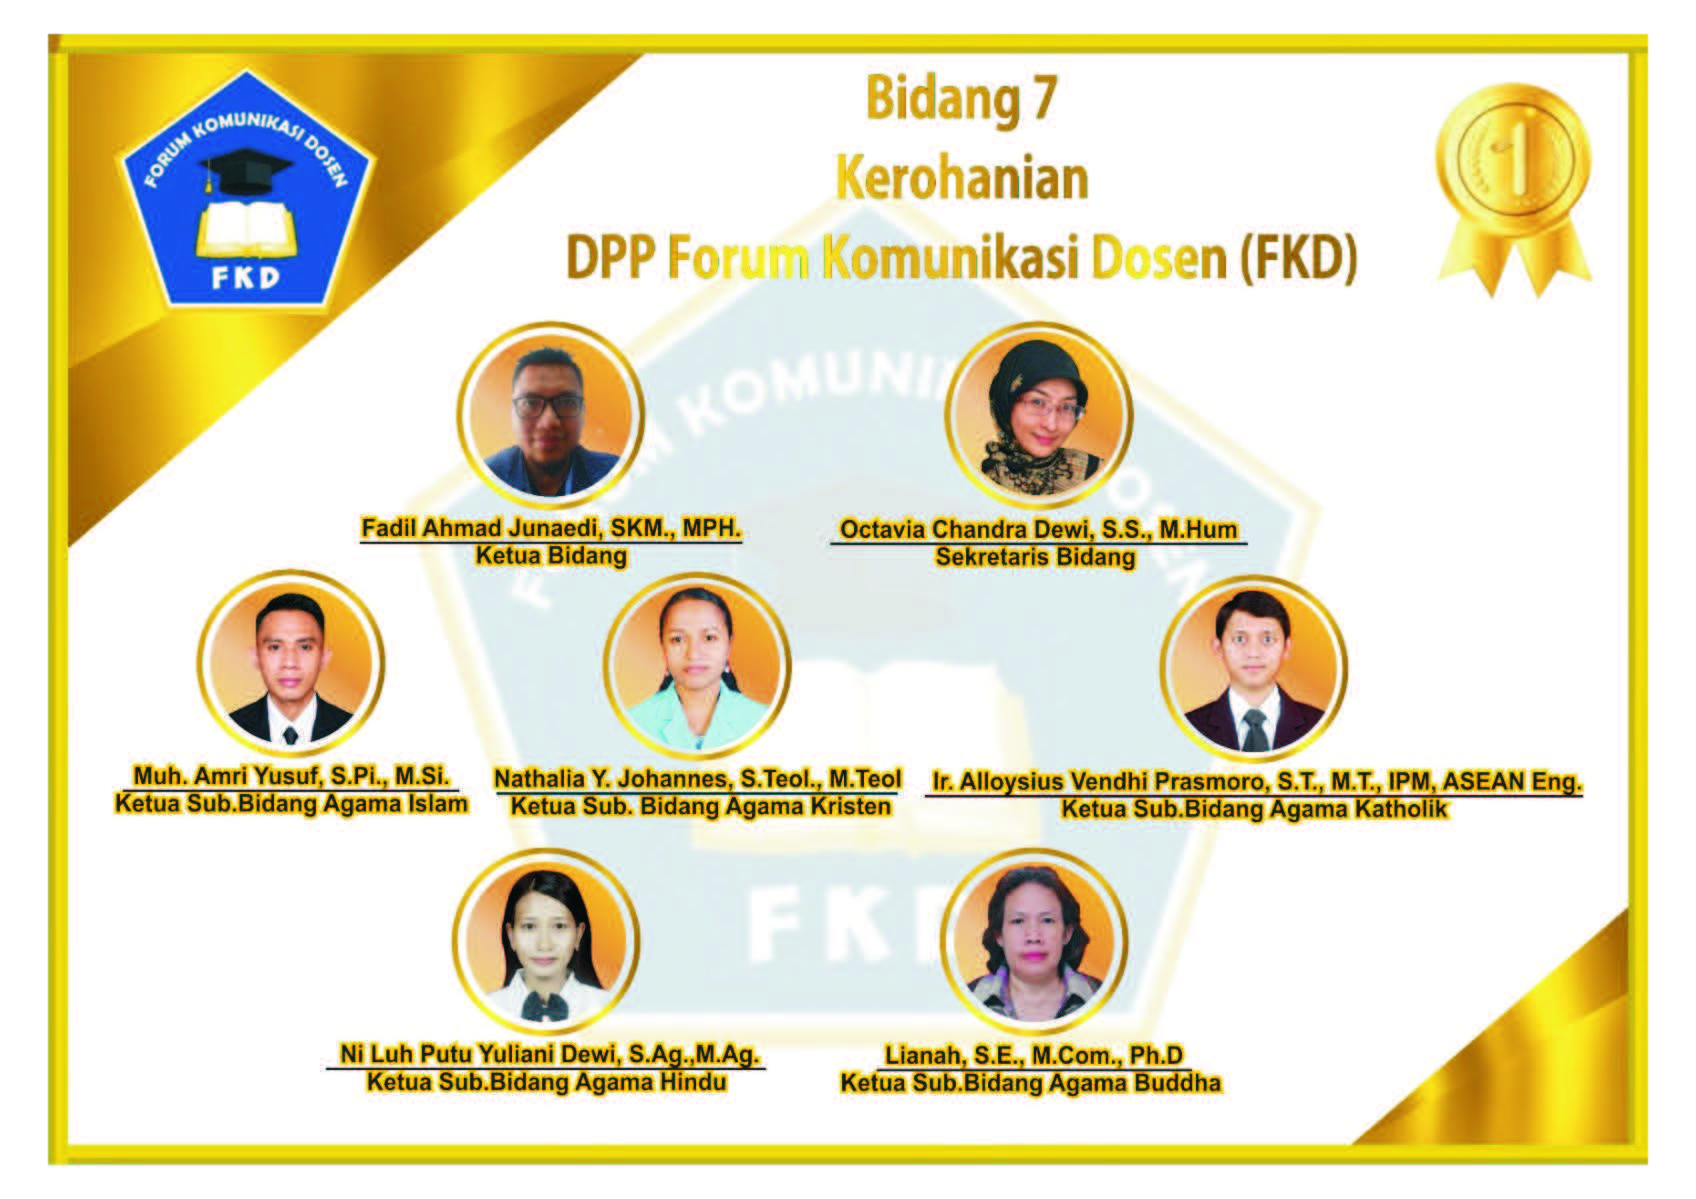 FORUM KOMUNIKASI DOSEN
FKD
Bidang 7
Kerohanian
DPP Forum Komunikasi Dosen (FKD)
1
Fadil Ahmad Junaedi, SKM., MPH.
Ketua Bidang
Octavia Chandra Dewi, S.S., M.Hum
Sekretaris Bidang
Muh. Amri Yusuf, S.Pi., M.Si.
Ketua Sub.Bidang Agama Islam
Nathalia Y. Johannes, S.Teol., M.Teol
Ketua Sub. Bidang Agama Kristen
Ir. Alloysius Vendhi Prasmoro, S.T., M.T., IPM, ASEAN Eng.
Ketua Sub.Bidang Agama Katholik
Ni Luh Putu Yuliani Dewi, S.Ag.,M.Ag.
Ketua Sub.Bidang Agama Hindu
Lianah, S.E., M.Com., Ph.D
Ketua Sub.Bidang Agama Buddha